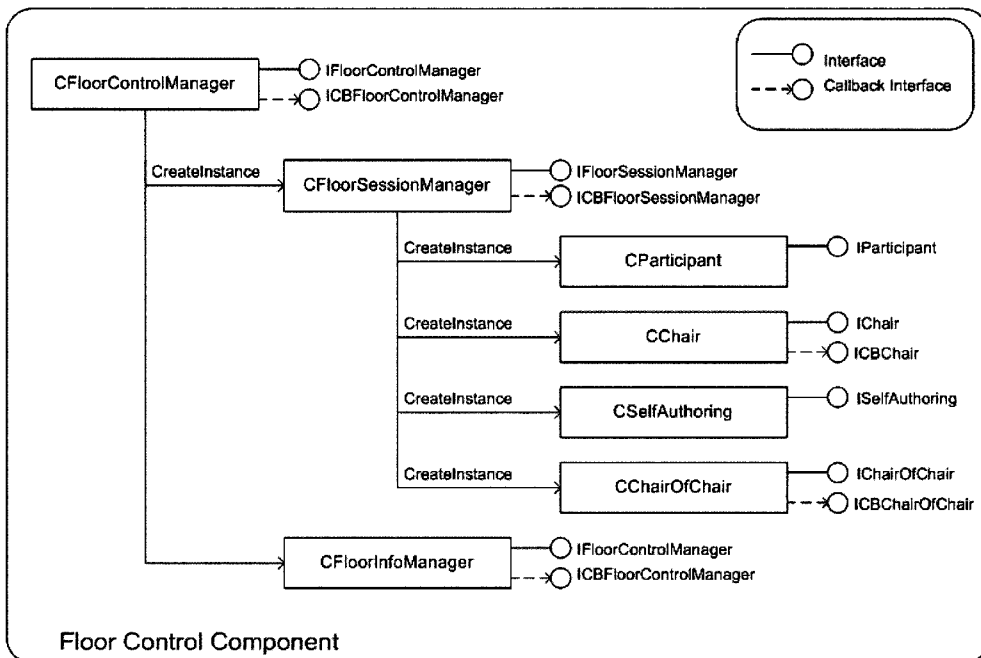 CFloorControlManager
IFloorControlManager
ICBFloorControlManager
Interface
Callback Interface
CreateInstance
CFloorSessionManager
IFloorSessionManager
ICBFloorSessionManager
CreateInstance
CParticipant
IParticipant
CreateInstance
CChair
IChair
ICBChair
CreateInstance
CSelfAuthoring
ISelfAuthoring
CreateInstance
CChairOfChair
IChairOfChair
ICBChairOfChair
CFloorInfoManager
IFloorControlManager
ICBFloorControlManager
Floor Control Component